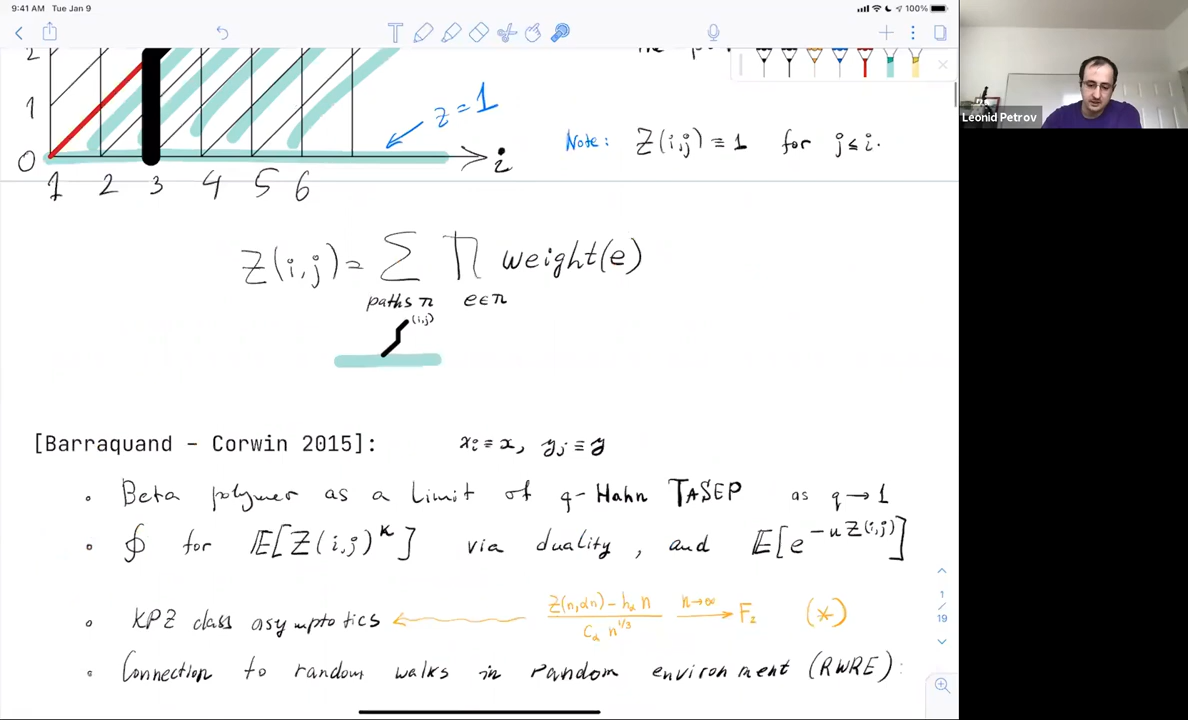 9:41 AM Tue Jan 9
100%
2
1
0
z = 1
i
1 2 3 4 5 6
the
Note: Z(i,j) ≡ 1 for j ≤ i.
Leonid Petrov
Z(i,j) = ∑ ∏ weight(e)
paths π e∈π
(i,j)
[Barraquand - Corwin 2015]: xᵢ ≡ x, yⱼ ≡ y
• Beta polymer as a limit of q-Hahn TASEP as q → 1
• ∮ for 𝔼[Z(i,j)ᵏ] via duality, and 𝔼[e^{-uZ(i,j)}]
• KPZ class asymptotics ← (Z(n,αn) - h_α n) / (c_α n^{1/3}) →^{n→∞} F₂ (*)
• Connection to random walks in random environment (RWRE):
1
/
19